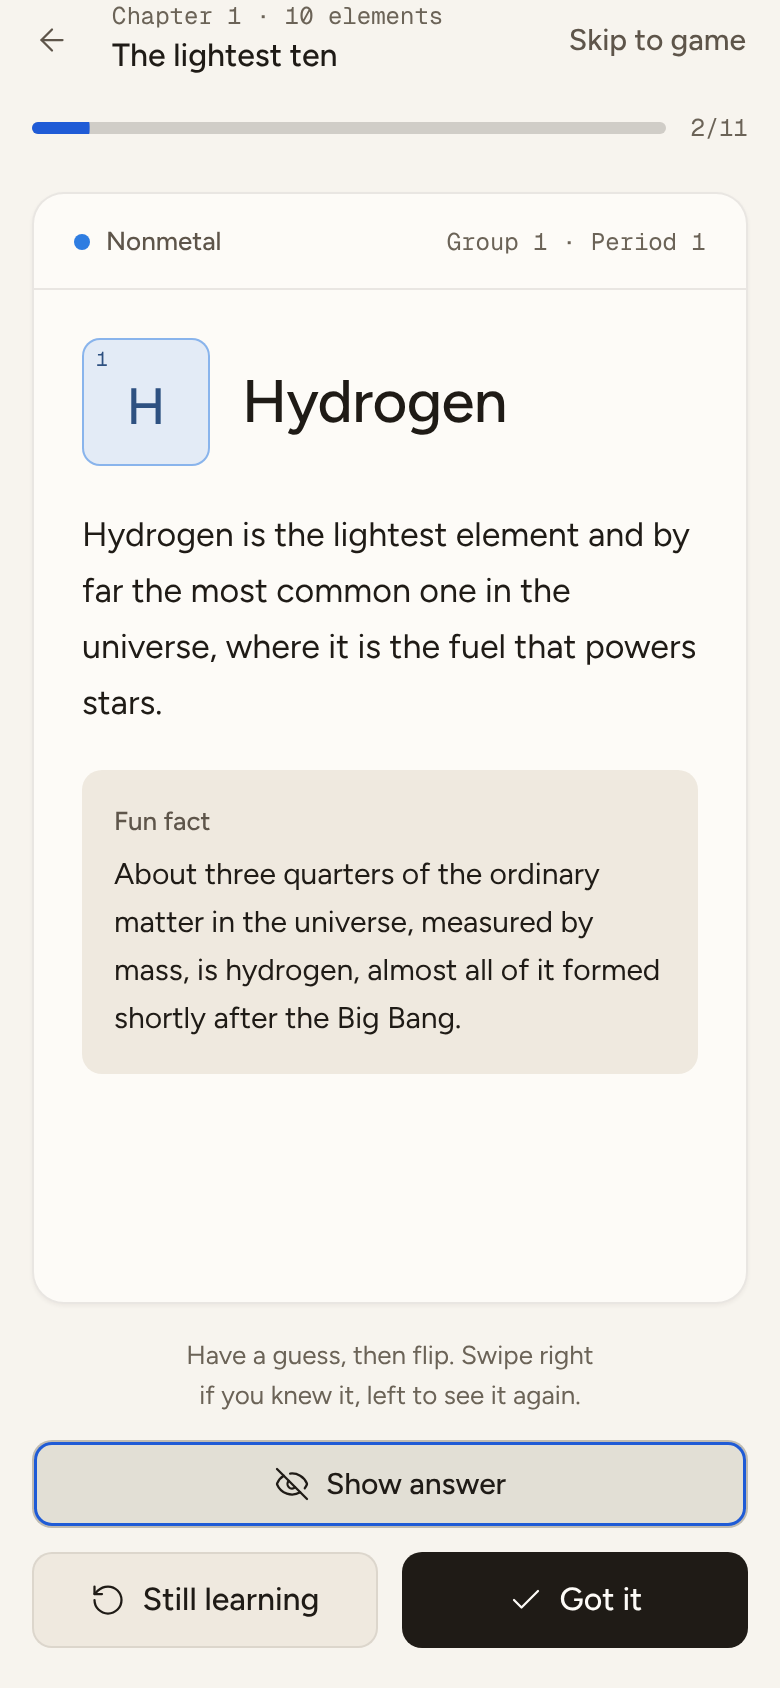 Chapter 1 · 10 elements
The lightest ten
Skip to game
2/11
Nonmetal
Group 1 · Period 1
1
H
Hydrogen
Hydrogen is the lightest element and by
far the most common one in the
universe, where it is the fuel that powers
stars.
Fun fact
About three quarters of the ordinary
matter in the universe, measured by
mass, is hydrogen, almost all of it formed
shortly after the Big Bang.
Have a guess, then flip. Swipe right
if you knew it, left to see it again.
Show answer
Still learning
Got it